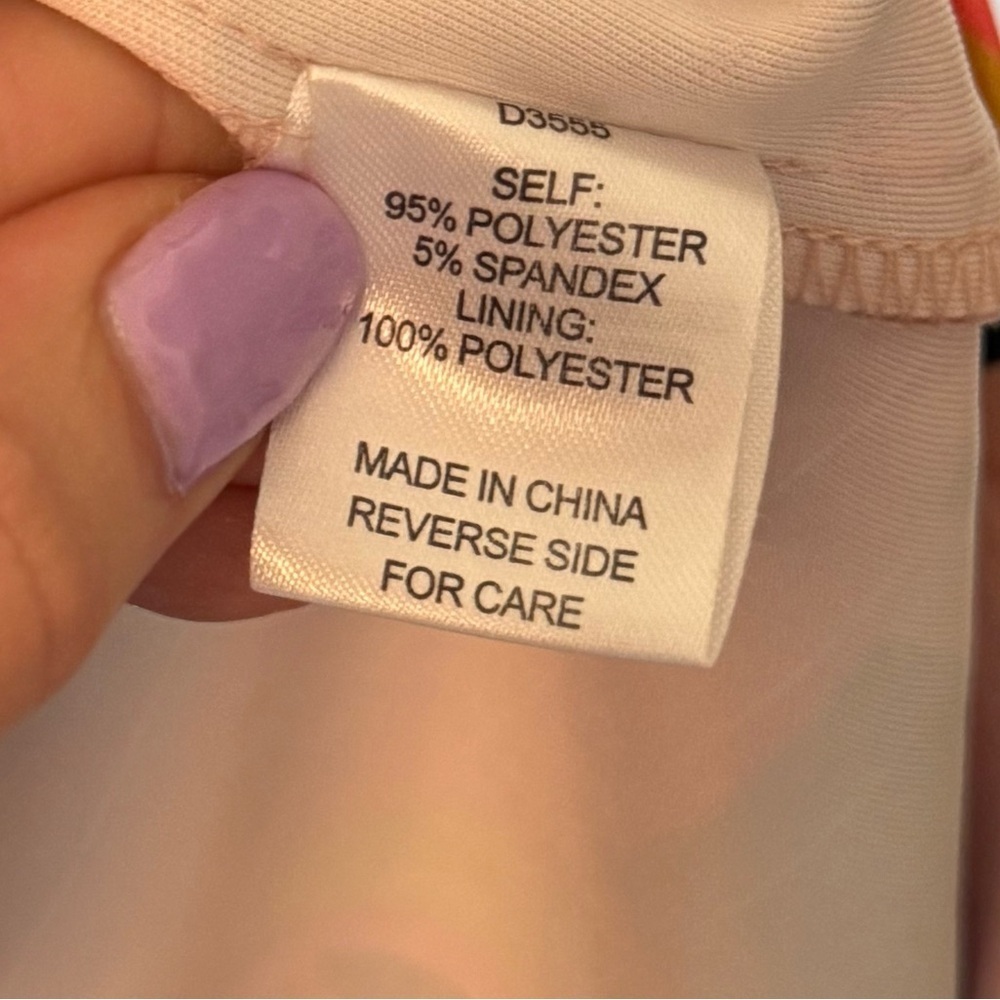 D3555
SELF:
95% POLYESTER
5% SPANDEX
LINING:
100% POLYESTER
MADE IN CHINA
REVERSE SIDE
FOR CARE